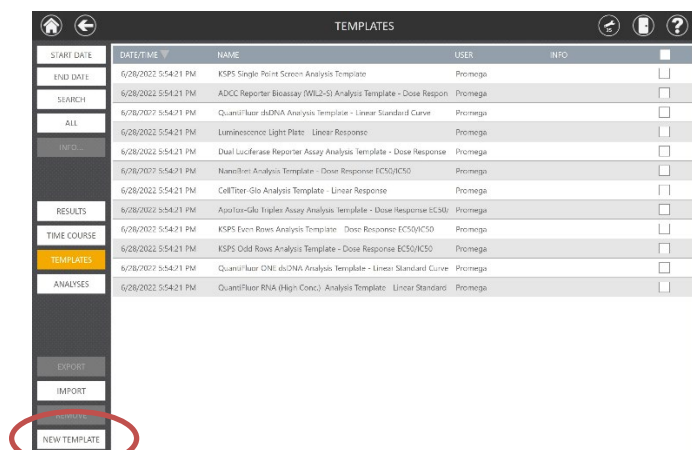 TEMPLATES
START DATE
END DATE
SEARCH
ALL
INFO...
RESULTS
TIME COURSE
TEMPLATES
ANALYSES
EXPORT
IMPORT
REMOVE
NEW TEMPLATE
DATE/TIME NAME USER INFO
6/28/2022 5:54:21 PM KSPS Single Point Screen Analysis Template Promega
6/28/2022 5:54:21 PM ADCC Reporter Bioassay (WIL2-S) Analysis Template - Dose Respon Promega
6/28/2022 5:54:21 PM QuantiFluor dsDNA Analysis Template - Linear Standard Curve Promega
6/28/2022 5:54:21 PM Luminescence Light Plate - Linear Response Promega
6/28/2022 5:54:21 PM Dual Luciferase Reporter Assay Analysis Template - Dose Response Promega
6/28/2022 5:54:21 PM NanoBret Analysis Template - Dose Response EC50/IC50 Promega
6/28/2022 5:54:21 PM CellTiter-Glo Analysis Template - Linear Response Promega
6/28/2022 5:54:21 PM ApoTox-Glo Triplex Assay Analysis Template - Dose Response EC50/ Promega
6/28/2022 5:54:21 PM KSPS Even Rows Analysis Template - Dose Response EC50/IC50 Promega
6/28/2022 5:54:21 PM KSPS Odd Rows Analysis Template - Dose Response EC50/IC50 Promega
6/28/2022 5:54:21 PM QuantiFluor ONE dsDNA Analysis Template - Linear Standard Curve Promega
6/28/2022 5:54:21 PM QuantiFluor RNA (High Conc.) Analysis Template - Linear Standard Promega